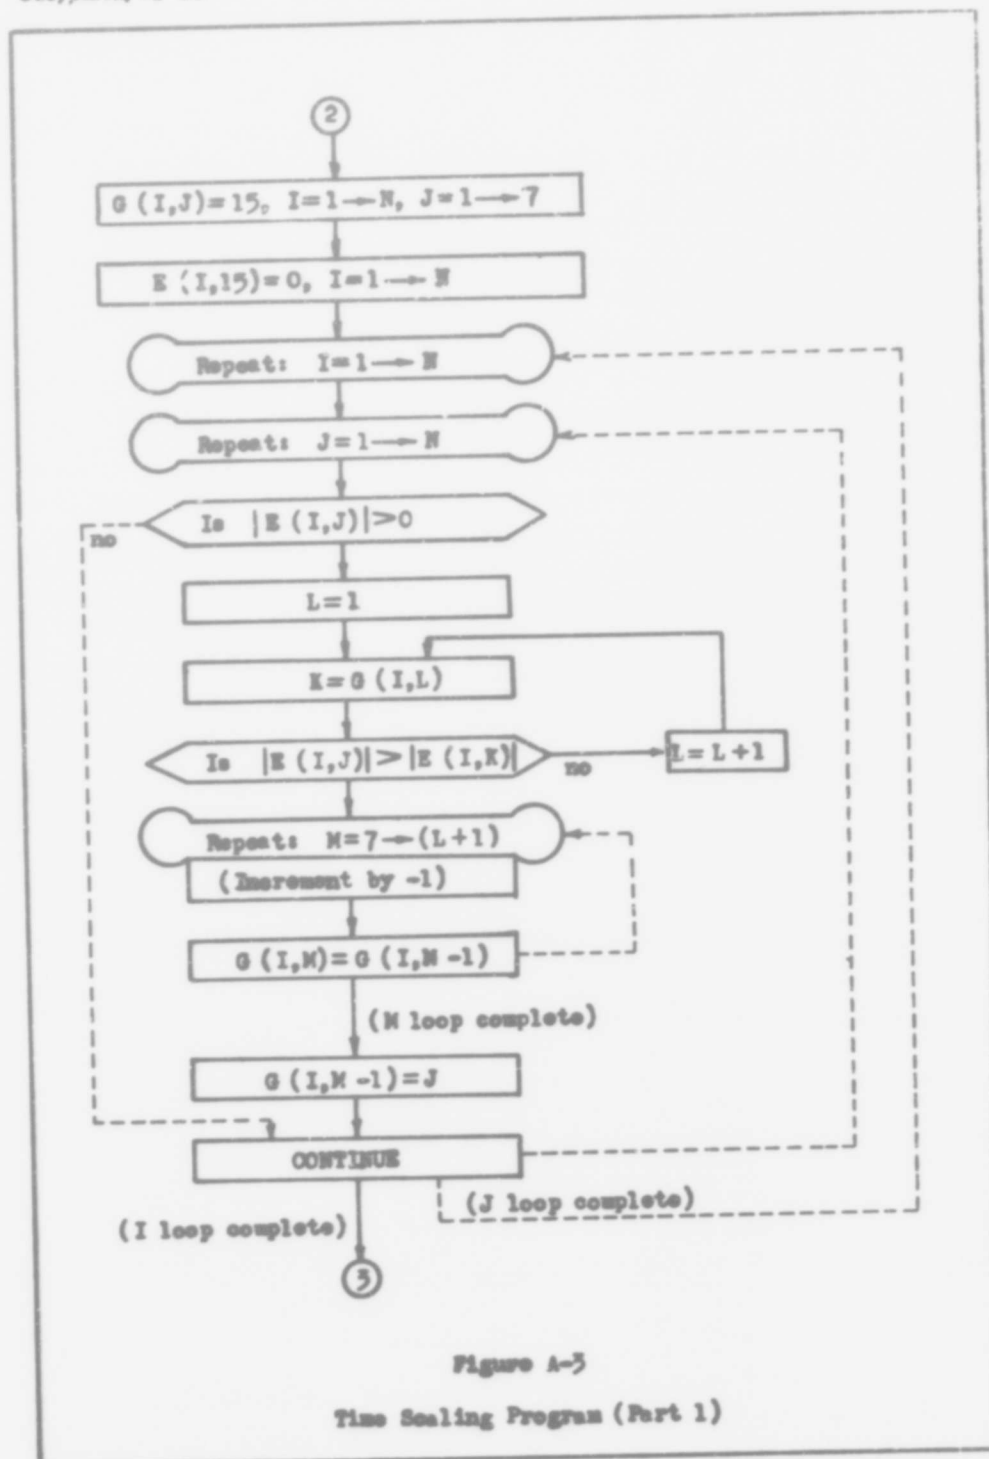 2
G (I,J)=15, I=1→N, J=1→7
E (I,15)=0, I=1→N
Repeat: I=1→N
Repeat: J=1→N
Is |E (I,J)|>0
no
L=1
K=G (I,L)
Is |E (I,J)|>|E (I,K)|
no
L=L+1
Repeat: M=7→(L+1)
(Increment by -1)
G (I,M)=G (I,M-1)
(M loop complete)
G (I,M-1)=J
CONTINUE
(J loop complete)
(I loop complete)
3
Figure A-3
Time Scaling Program (Part 1)